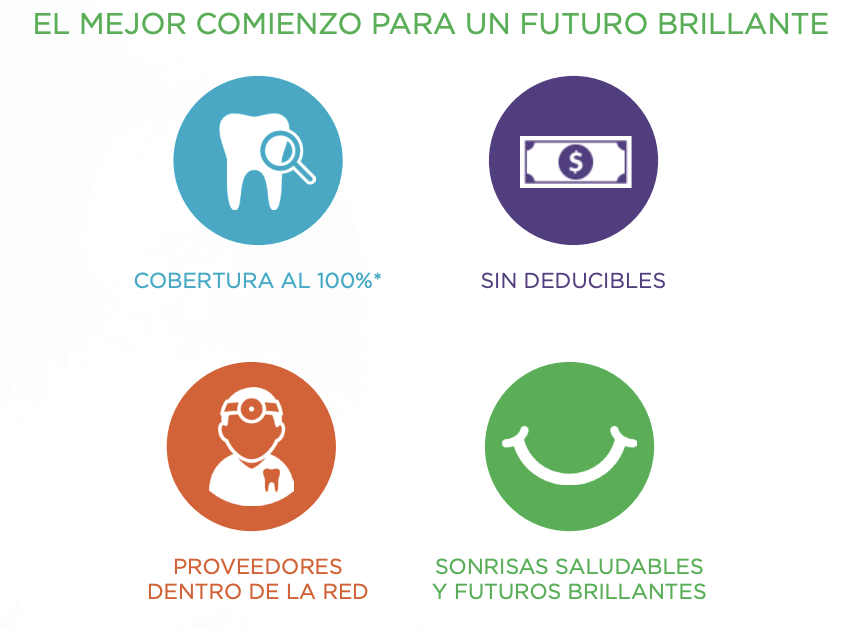 EL MEJOR COMIENZO PARA UN FUTURO BRILLANTE
$
COBERTURA AL 100%*
SIN DEDUCIBLES
PROVEEDORES
DENTRO DE LA RED
SONRISAS SALUDABLES
Y FUTUROS BRILLANTES